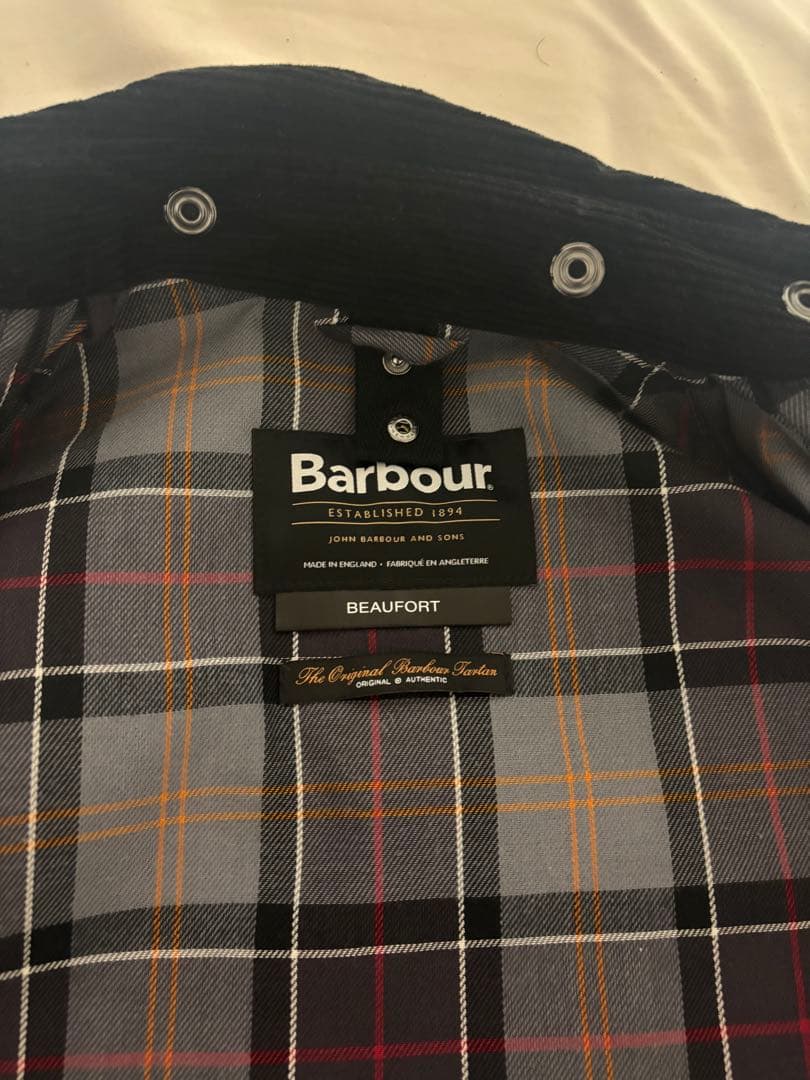 Barbour®
ESTABLISHED 1894
JOHN BARBOUR AND SONS
MADE IN ENGLAND • FABRIQUÉ EN ANGLETERRE
BEAUFORT
The Original Barbour Tartan
ORIGINAL @ AUTHENTIC